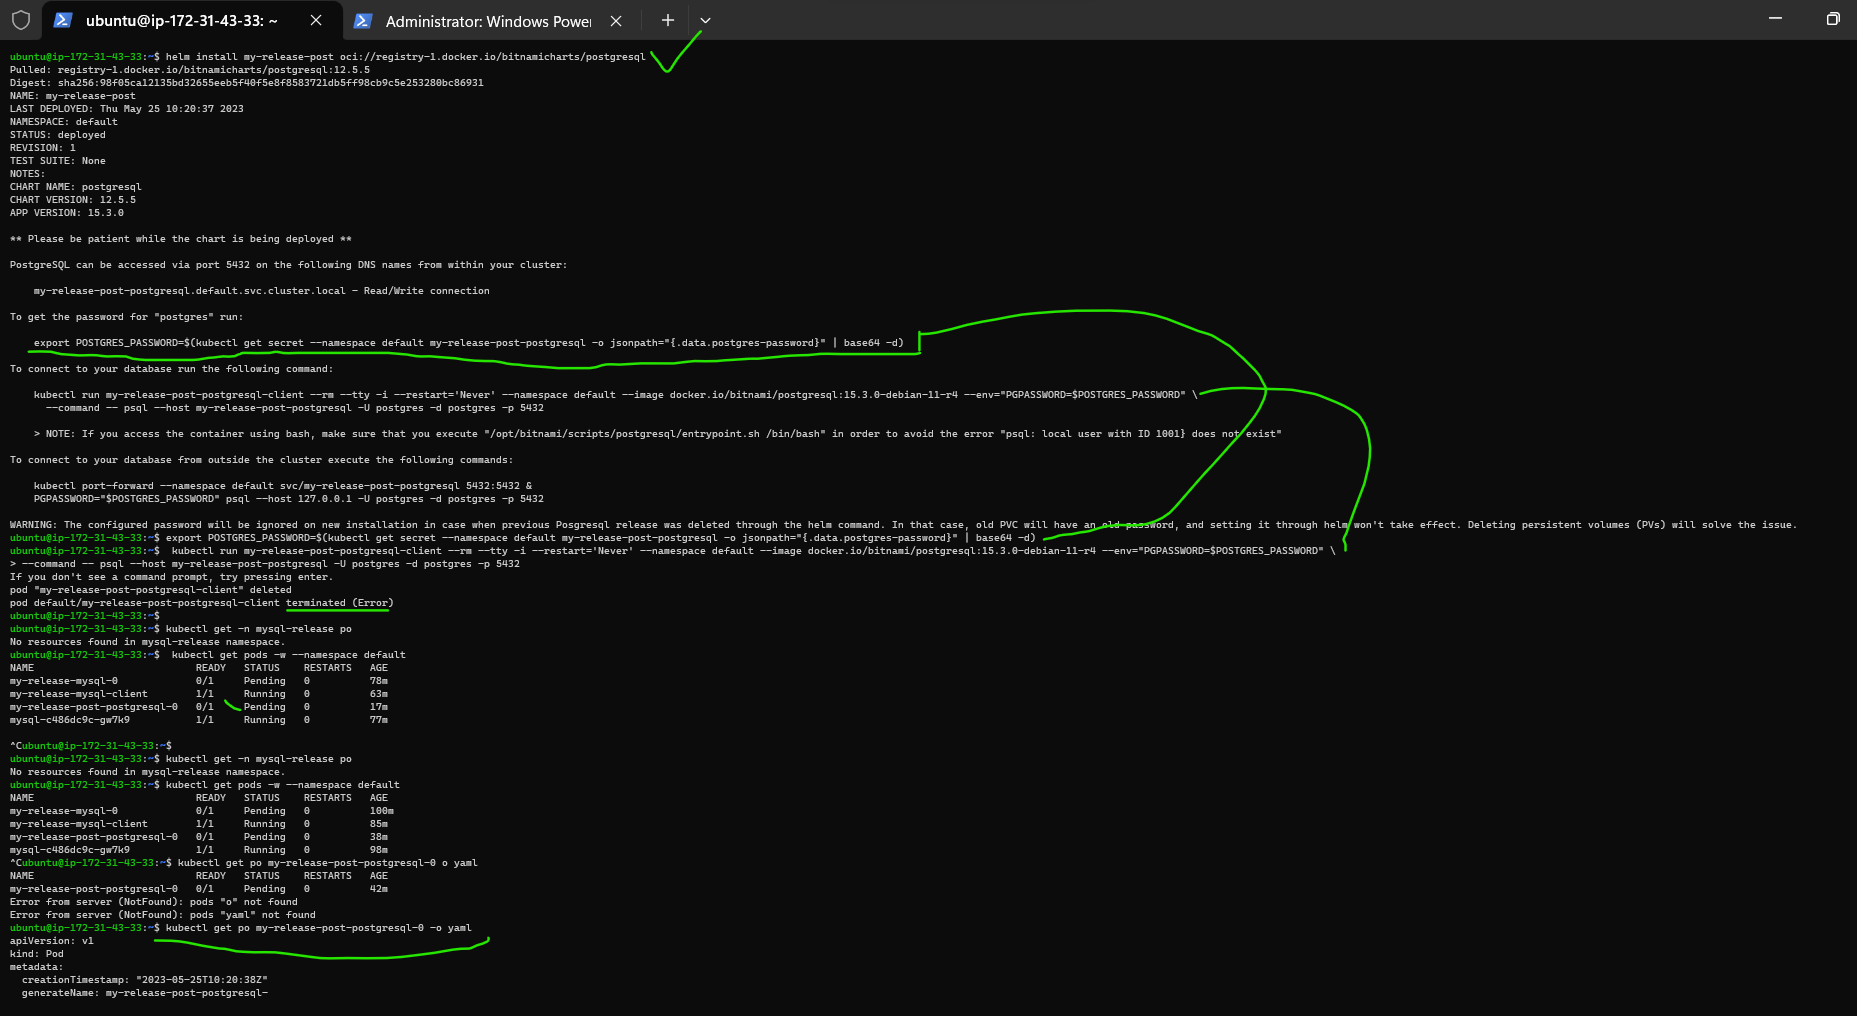 ubuntu@ip-172-31-43-33: ~
Administrator: Windows Power
ubuntu@ip-172-31-43-33:~$ helm install my-release-post oci://registry-1.docker.io/bitnamicharts/postgresql
Pulled: registry-1.docker.io/bitnamicharts/postgresql:12.5.5
Digest: sha256:98f05ca12135bd32655eeb5f40f5e8f8583721db5ff98cb9c5e253280bc86931
NAME: my-release-post
LAST DEPLOYED: Thu May 25 10:20:37 2023
NAMESPACE: default
STATUS: deployed
REVISION: 1
TEST SUITE: None
NOTES:
CHART NAME: postgresql
CHART VERSION: 12.5.5
APP VERSION: 15.3.0
** Please be patient while the chart is being deployed **
PostgreSQL can be accessed via port 5432 on the following DNS names from within your cluster:
my-release-post-postgresql.default.svc.cluster.local - Read/Write connection
To get the password for "postgres" run:
export POSTGRES_PASSWORD=$(kubectl get secret --namespace default my-release-post-postgresql -o jsonpath="{.data.postgres-password}" | base64 -d)
To connect to your database run the following command:
kubectl run my-release-post-postgresql-client --rm --tty -i --restart='Never' --namespace default --image docker.io/bitnami/postgresql:15.3.0-debian-11-r4 --env="PGPASSWORD=$POSTGRES_PASSWORD" \
--command -- psql --host my-release-post-postgresql -U postgres -d postgres -p 5432
> NOTE: If you access the container using bash, make sure that you execute "/opt/bitnami/scripts/postgresql/entrypoint.sh /bin/bash" in order to avoid the error "psql: local user with ID 1001} does not exist"
To connect to your database from outside the cluster execute the following commands:
kubectl port-forward --namespace default svc/my-release-post-postgresql 5432:5432 &
PGPASSWORD="$POSTGRES_PASSWORD" psql --host 127.0.0.1 -U postgres -d postgres -p 5432
WARNING: The configured password will be ignored on new installation in case when previous Posgresql release was deleted through the helm command. In that case, old PVC will have an old password, and setting it through helm won't take effect. Deleting persistent volumes (PVs) will solve the issue.
ubuntu@ip-172-31-43-33:~$ export POSTGRES_PASSWORD=$(kubectl get secret --namespace default my-release-post-postgresql -o jsonpath="{.data.postgres-password}" | base64 -d)
ubuntu@ip-172-31-43-33:~$  kubectl run my-release-post-postgresql-client --rm --tty -i --restart='Never' --namespace default --image docker.io/bitnami/postgresql:15.3.0-debian-11-r4 --env="PGPASSWORD=$POSTGRES_PASSWORD" \
> --command -- psql --host my-release-post-postgresql -U postgres -d postgres -p 5432
If you don't see a command prompt, try pressing enter.
pod "my-release-post-postgresql-client" deleted
pod default/my-release-post-postgresql-client terminated (Error)
ubuntu@ip-172-31-43-33:~$
ubuntu@ip-172-31-43-33:~$ kubectl get -n mysql-release po
No resources found in mysql-release namespace.
ubuntu@ip-172-31-43-33:~$  kubectl get pods -w --namespace default
NAME READY STATUS RESTARTS AGE
my-release-mysql-0 0/1 Pending 0 78m
my-release-mysql-client 1/1 Running 0 63m
my-release-post-postgresql-0 0/1 Pending 0 17m
mysql-c486dc9c-gw7k9 1/1 Running 0 77m
^Cubuntu@ip-172-31-43-33:~$
ubuntu@ip-172-31-43-33:~$ kubectl get -n mysql-release po
No resources found in mysql-release namespace.
ubuntu@ip-172-31-43-33:~$ kubectl get pods -w --namespace default
NAME READY STATUS RESTARTS AGE
my-release-mysql-0 0/1 Pending 0 100m
my-release-mysql-client 1/1 Running 0 85m
my-release-post-postgresql-0 0/1 Pending 0 38m
mysql-c486dc9c-gw7k9 1/1 Running 0 98m
^Cubuntu@ip-172-31-43-33:~$ kubectl get po my-release-post-postgresql-0 o yaml
NAME READY STATUS RESTARTS AGE
my-release-post-postgresql-0 0/1 Pending 0 42m
Error from server (NotFound): pods "o" not found
Error from server (NotFound): pods "yaml" not found
ubuntu@ip-172-31-43-33:~$ kubectl get po my-release-post-postgresql-0 -o yaml
apiVersion: v1
kind: Pod
metadata:
creationTimestamp: "2023-05-25T10:20:38Z"
generateName: my-release-post-postgresql-